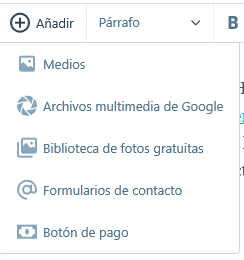 Añadir Párrafo B
Medios
Archivos multimedia de Google
Biblioteca de fotos gratuitas
Formularios de contacto
Botón de pago